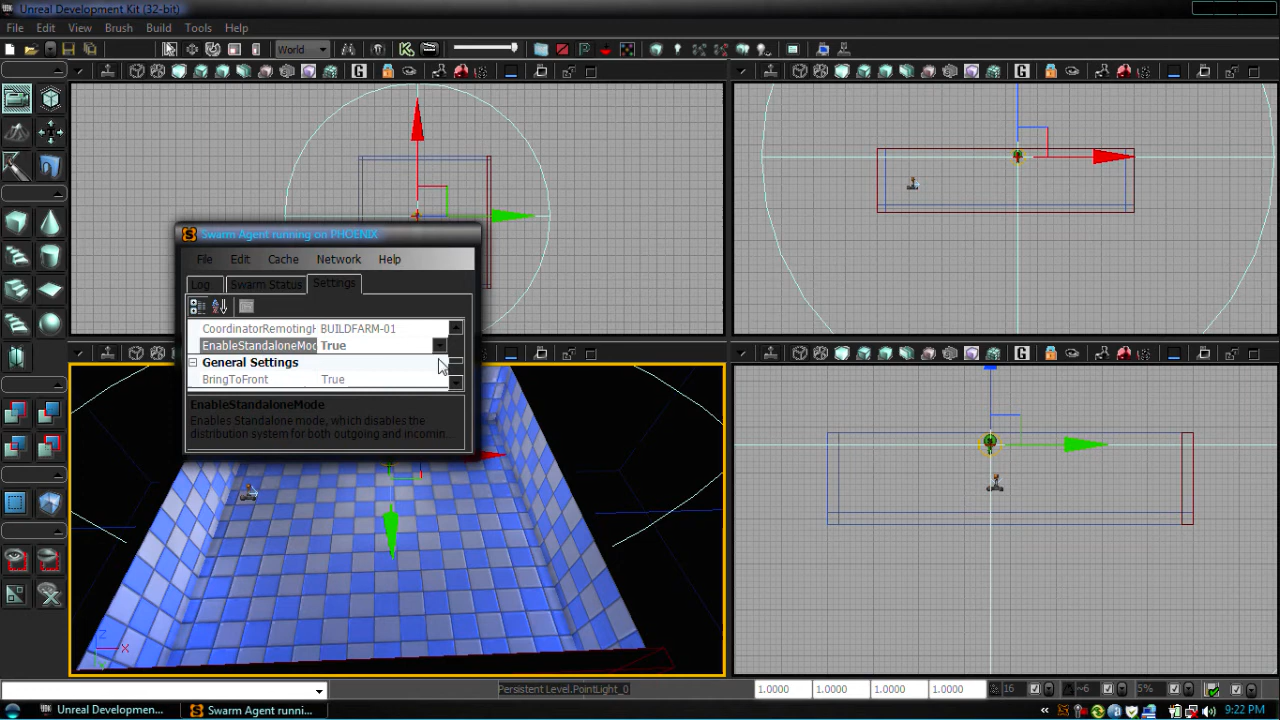 Unreal Development Kit (32-bit)
File Edit View Brush Build Tools Help
World
G
G
Swarm Agent running on PHOENIX
File Edit Cache Network Help
Log Swarm Status Settings
CoordinatorRemotingH BUILDFARM-01
EnableStandaloneMod True
General Settings
BringToFront True
EnableStandaloneMode
Enables Standalone mode, which disables the
distribution system for both outgoing and incomin...
G
Z
X
Y
Persistent Level.PointLight_0
1.0000 1.0000 1.0000 1.0000 16 ~6 5%
Unreal Developmen... Swarm Agent runni... 9:22 PM